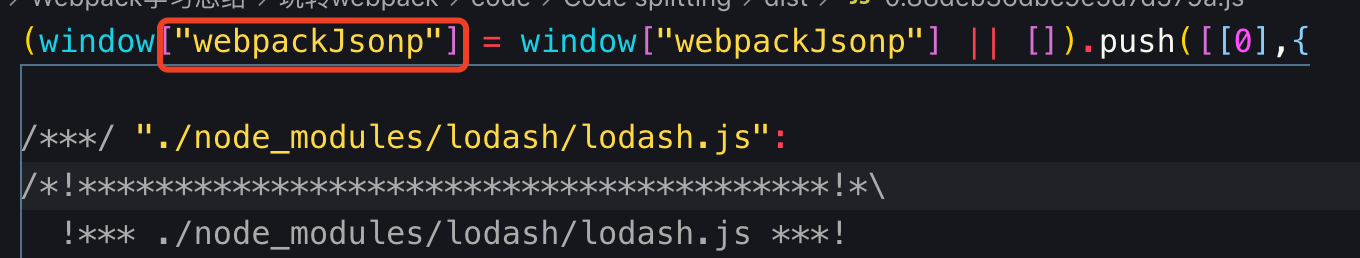 Webpack学习总结 > 玩转webpack > code > Code splitting > dist > JS 0.88deb36dbe5e3d7d579a.js
(window["webpackJsonp"] = window["webpackJsonp"] || []).push([[0],{
/***/ "./node_modules/lodash/lodash.js":
/*!***************************************!*\
!*** ./node_modules/lodash/lodash.js ***!